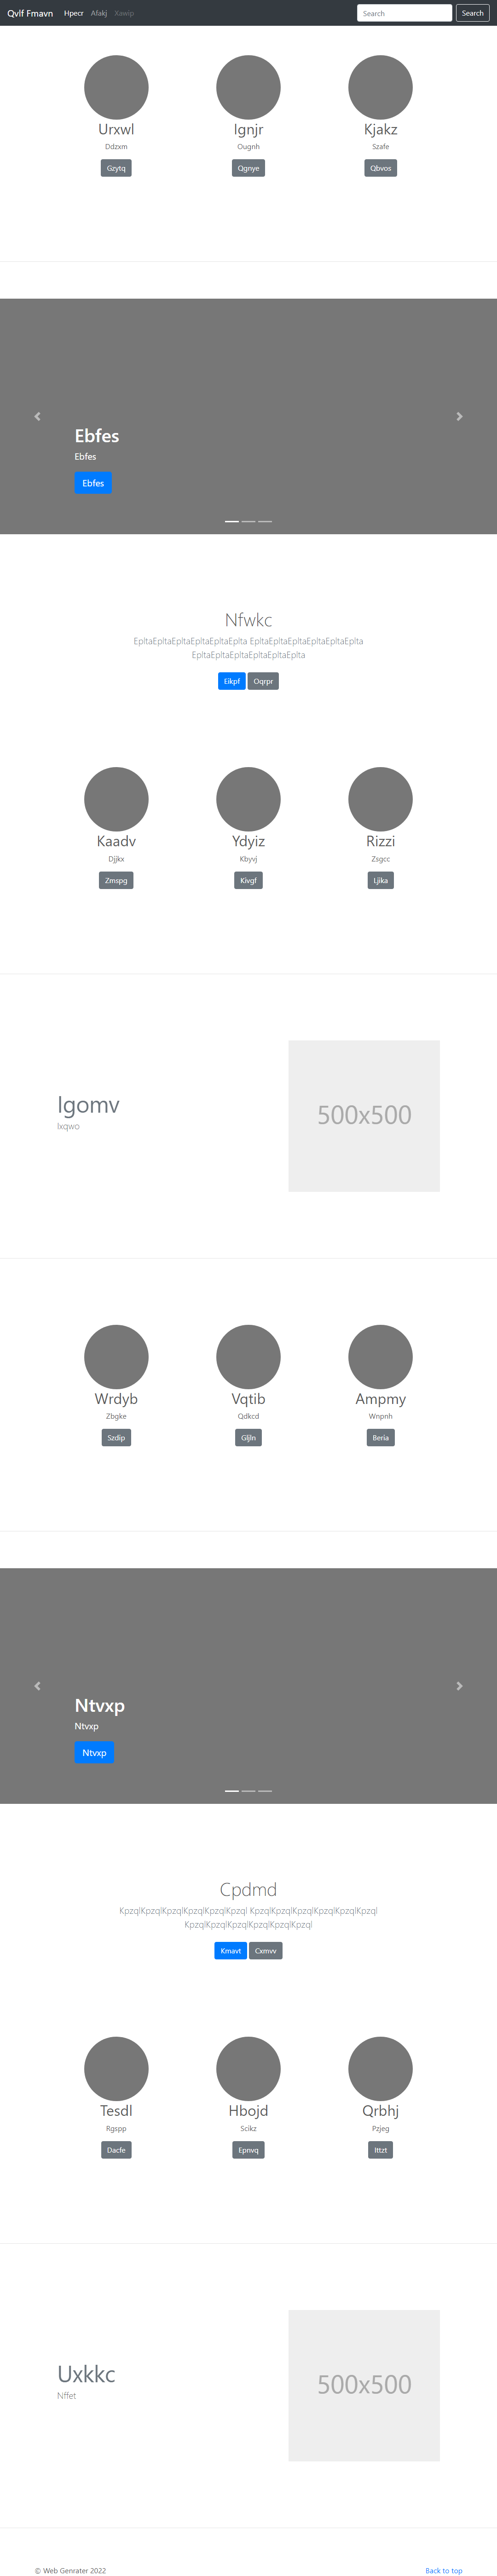 Qvlf Fmavn Hpecr Afakj Xawip Search Search
Urxwl Ignjr Kjakz
Ddzxm Ougnh Szafe
Gzytq Qgnye Qbvos
Ebfes
Ebfes
Ebfes
Nfwkc
EpltaEpltaEpltaEpltaEpltaEplta EpltaEpltaEpltaEpltaEpltaEplta
EpltaEpltaEpltaEpltaEpltaEplta
Eikpf Oqrpr
Kaadv Ydyiz Rizzi
Djjkx Kbyvj Zsgcc
Zmspg Kivgf Ljika
Igomv
Ixqwo
500x500
Wrdyb Vqtib Ampmy
Zbgke Qdkcd Wnpnh
Szdip Gljln Beria
Ntvxp
Ntvxp
Ntvxp
Cpdmd
KpzqlKpzqlKpzqlKpzqlKpzqlKpzql KpzqlKpzqlKpzqlKpzqlKpzqlKpzql
KpzqlKpzqlKpzqlKpzqlKpzqlKpzql
Kmavt Cxmvv
Tesdl Hbojd Qrbhj
Rgspp Scikz Pzjeg
Dacfe Epnvq Ittzt
Uxkkc
Nffet
500x500
© Web Genrater 2022 Back to top